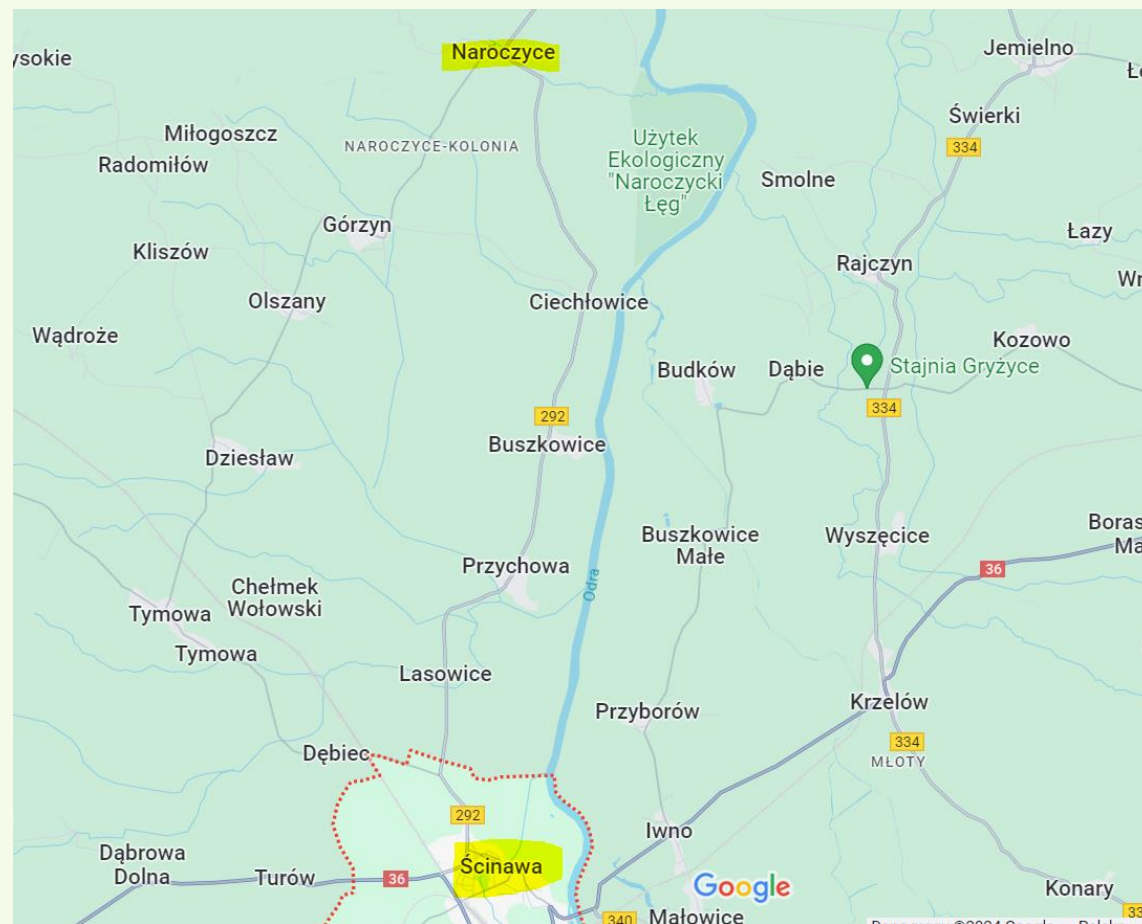 Naroczyce
Jemielno
ysokie
Świerki
Miłogoszcz
NAROCZYCE-KOLONIA
Użytek
Ekologiczny
"Naroczycki
Łęg"
334
Radomiłów
Smolne
Górzyn
Łazy
Kliszów
Rajczyn
Wr
Olszany
Ciechłowice
Wądroże
Kozowo
Budków
Dąbie
Stajnia Gryżyce
292
334
Buszkowice
Dziesław
Buszkowice
Małe
Wyszęcice
Boras
Ma
Przychowa
36
Odra
Chełmek
Wołowski
Tymowa
Tymowa
Lasowice
Przyborów
Krzelów
334
MŁOTY
Dębiec
292
Iwno
Dąbrowa
Dolna
Turów
36
Ścinawa
Google
Konary
340
Małowice